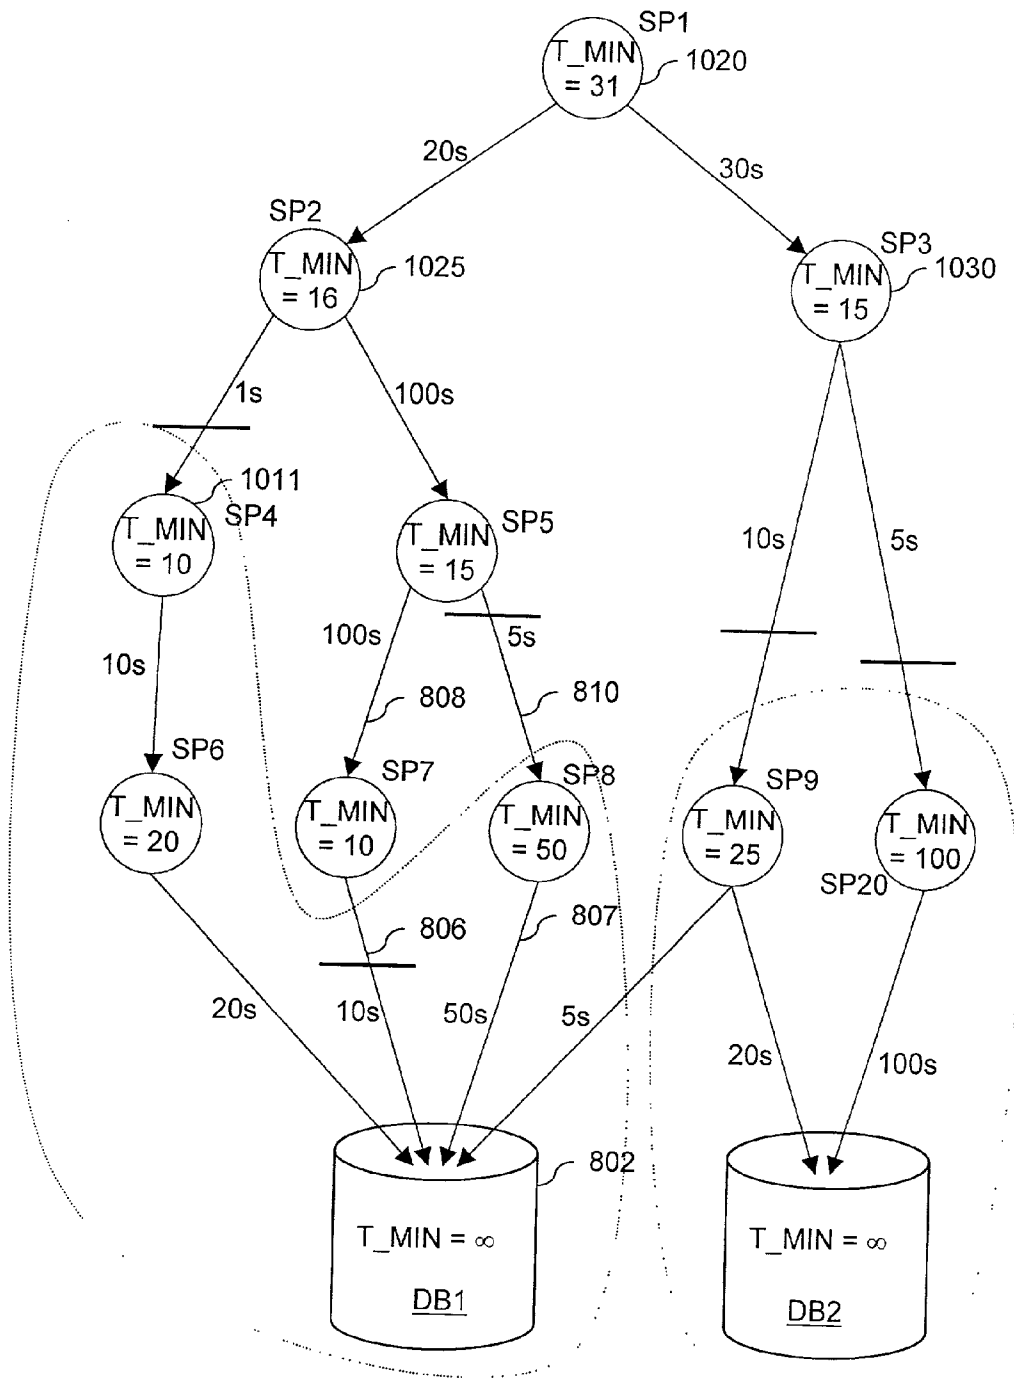 SP1
T_MIN
= 31
1020
20s
30s
SP2
T_MIN
= 16
1025
SP3
T_MIN
= 15
1030
1s
100s
10s
5s
1011
SP4
T_MIN
= 10
SP5
T_MIN
= 15
10s
100s
5s
808
810
SP6
T_MIN
= 20
SP7
T_MIN
= 10
SP8
T_MIN
= 50
SP9
T_MIN
= 25
T_MIN
= 100
SP20
806
807
20s
10s
50s
5s
20s
100s
802
T_MIN = ∞
DB1
T_MIN = ∞
DB2